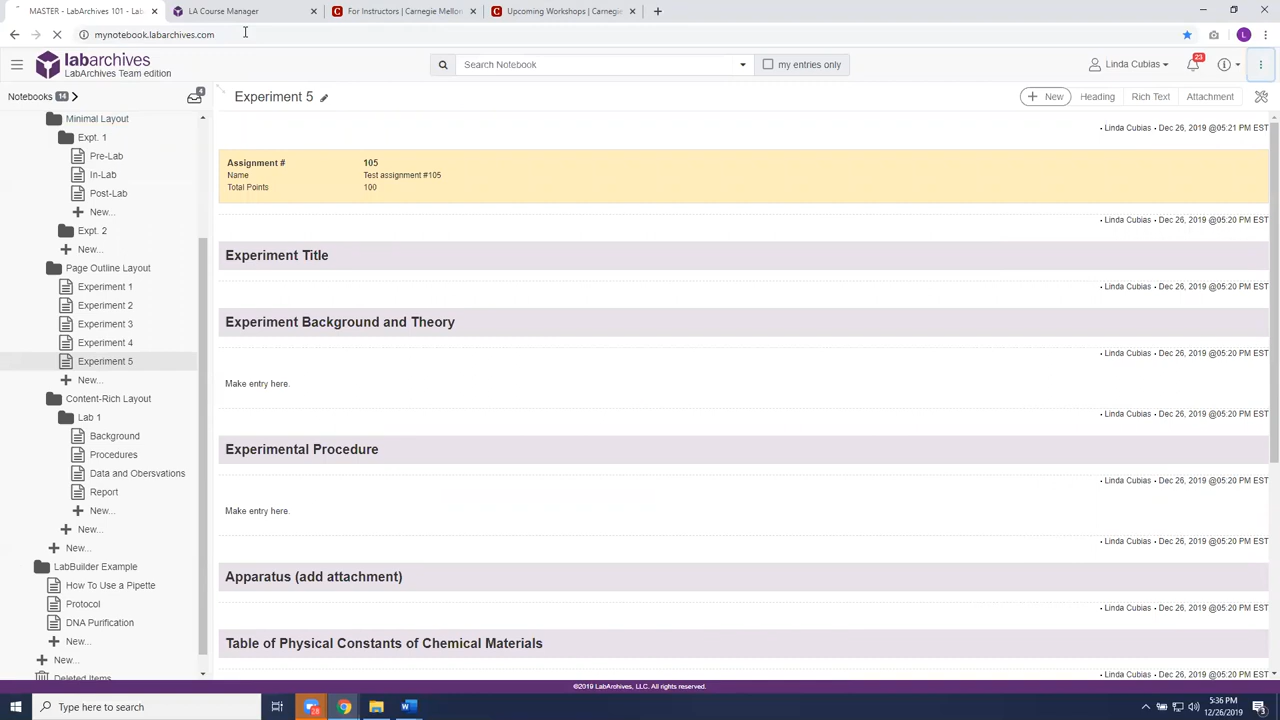 MASTER - LabArchives 101 - Lab
LA Course Manager
For Instructors | Carnegie Mellon
Upcoming Workshops | Carnegie
mynotebook.labarchives.com
L
labarchives
LabArchives Team edition
Search Notebook
my entries only
Linda Cubias
23
Notebooks 14
4
Experiment 5
New
Heading
Rich Text
Attachment
Minimal Layout
Expt. 1
Pre-Lab
In-Lab
Post-Lab
New...
Expt. 2
New...
Page Outline Layout
Experiment 1
Experiment 2
Experiment 3
Experiment 4
Experiment 5
New...
Content-Rich Layout
Lab 1
Background
Procedures
Data and Obersvations
Report
New...
New...
New...
LabBuilder Example
How To Use a Pipette
Protocol
DNA Purification
New...
New...
Deleted Items
• Linda Cubias • Dec 26, 2019 @05:21 PM EST
Assignment # 105
Name Test assignment #105
Total Points 100
• Linda Cubias • Dec 26, 2019 @05:20 PM EST
Experiment Title
• Linda Cubias • Dec 26, 2019 @05:20 PM EST
Experiment Background and Theory
• Linda Cubias • Dec 26, 2019 @05:20 PM EST
Make entry here.
• Linda Cubias • Dec 26, 2019 @05:20 PM EST
Experimental Procedure
• Linda Cubias • Dec 26, 2019 @05:20 PM EST
Make entry here.
• Linda Cubias • Dec 26, 2019 @05:20 PM EST
Apparatus (add attachment)
• Linda Cubias • Dec 26, 2019 @05:20 PM EST
Table of Physical Constants of Chemical Materials
• Linda Cubias • Dec 26, 2019 @05:20 PM EST
©2019 LabArchives, LLC. All rights reserved.
Type here to search
28
5:36 PM
12/26/2019
3